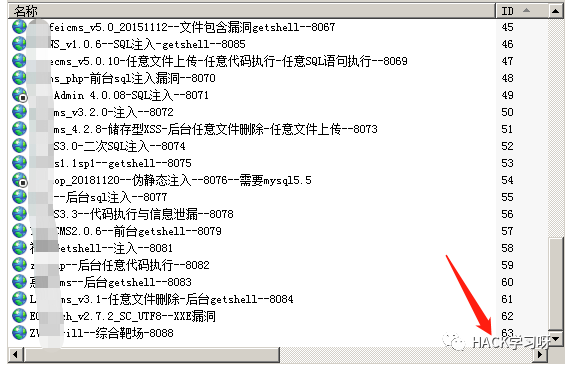 名称 ID
feicms_v5.0_20151112--文件包含漏洞getshell--8067 45
_v1.0.6--SQL注入-getshell--8085 46
ecms_v5.0.10-任意文件上传-任意代码执行-任意SQL语句执行--8069 47
_php-前台sql注入漏洞--8070 48
Admin 4.0.08-SQL注入--8071 49
ms_v3.2.0-注入--8072 50
ms_4.2.8-储存型XSS-后台任意文件删除-任意文件上传--8073 51
S3.0-二次SQL注入--8074 52
s1.1sp1--getshell--8075 53
op_20181120--伪静态注入--8076--需要mysql5.5 54
--后台sql注入--8077 55
S3.3--代码执行与信息泄漏--8078 56
CMS2.0.6--前台getshell--8079 57
getshell--注入--8081 58
--后台任意代码执行--8082 59
ms--后台getshell--8083 60
ms_v3.1-任意文件删除-后台getshell--8084 61
ch_v2.7.2_SC_UTF8--XXE漏洞 62
ill--综合靶场-8088 63
HACK学习呀